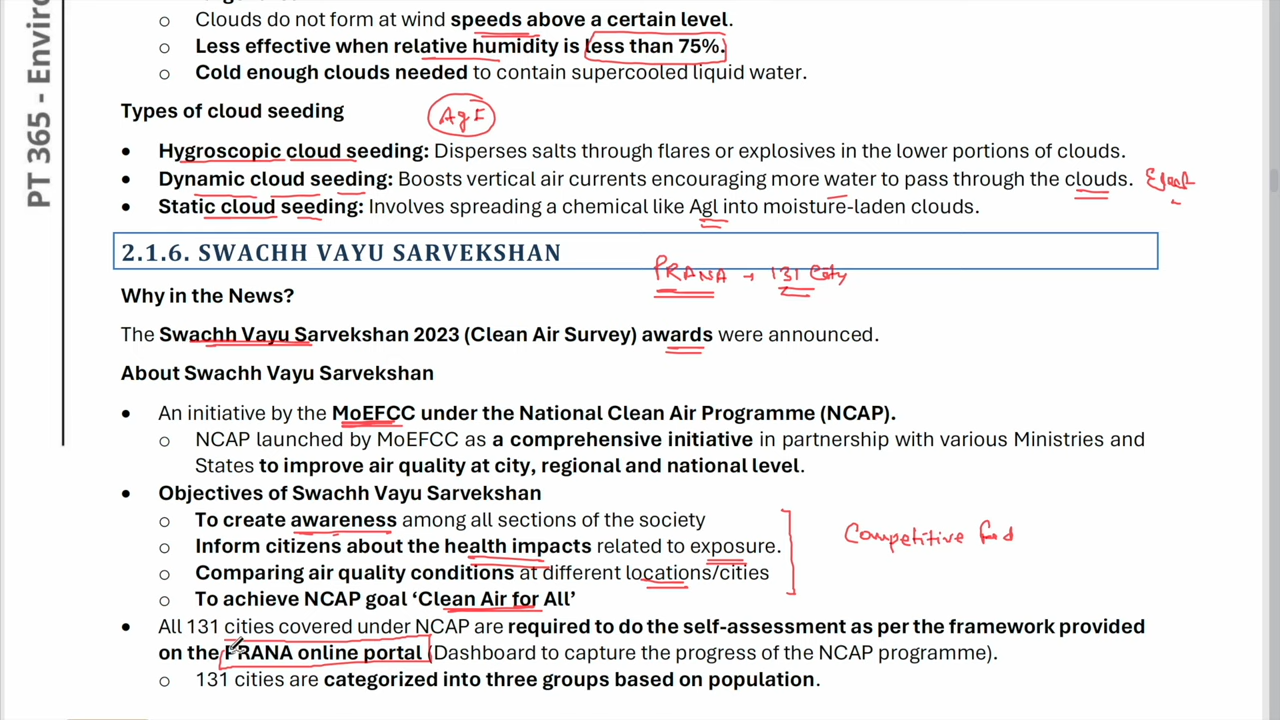 PT 365 - Enviro
○ Clouds do not form at wind speeds above a certain level.
○ Less effective when relative humidity is less than 75%.
○ Cold enough clouds needed to contain supercooled liquid water.
Types of cloud seeding
AgI
• Hygroscopic cloud seeding: Disperses salts through flares or explosives in the lower portions of clouds.
• Dynamic cloud seeding: Boosts vertical air currents encouraging more water to pass through the clouds.
• Static cloud seeding: Involves spreading a chemical like AgI into moisture-laden clouds.
2.1.6. SWACHH VAYU SARVEKSHAN
PRANA → 131 City
Why in the News?
The Swachh Vayu Sarvekshan 2023 (Clean Air Survey) awards were announced.
About Swachh Vayu Sarvekshan
• An initiative by the MoEFCC under the National Clean Air Programme (NCAP).
○ NCAP launched by MoEFCC as a comprehensive initiative in partnership with various Ministries and
States to improve air quality at city, regional and national level.
• Objectives of Swachh Vayu Sarvekshan
○ To create awareness among all sections of the society
○ Inform citizens about the health impacts related to exposure.
Competitive fed
○ Comparing air quality conditions at different locations/cities
○ To achieve NCAP goal ‘Clean Air for All’
• All 131 cities covered under NCAP are required to do the self-assessment as per the framework provided
on the PRANA online portal (Dashboard to capture the progress of the NCAP programme).
○ 131 cities are categorized into three groups based on population.